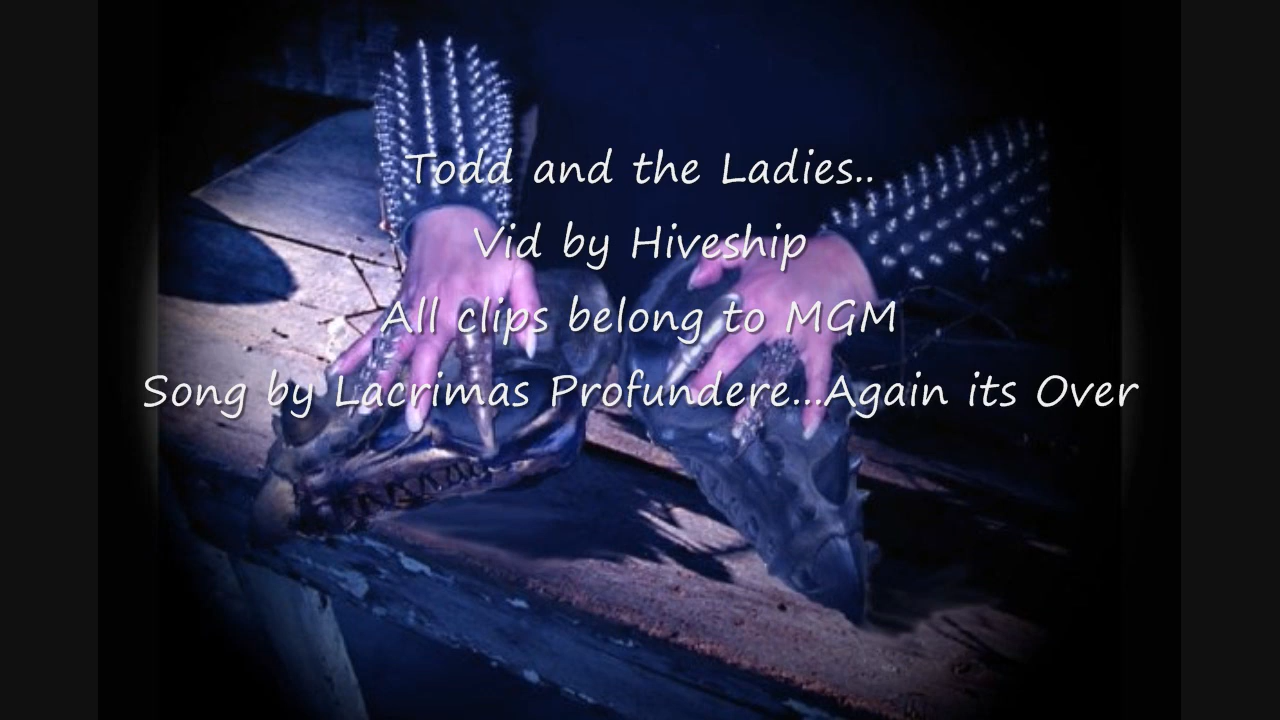 Todd and the Ladies..
Vid by Hiveship
All clips belong to MGM
Song by Lacrimas Profundere...Again its Over